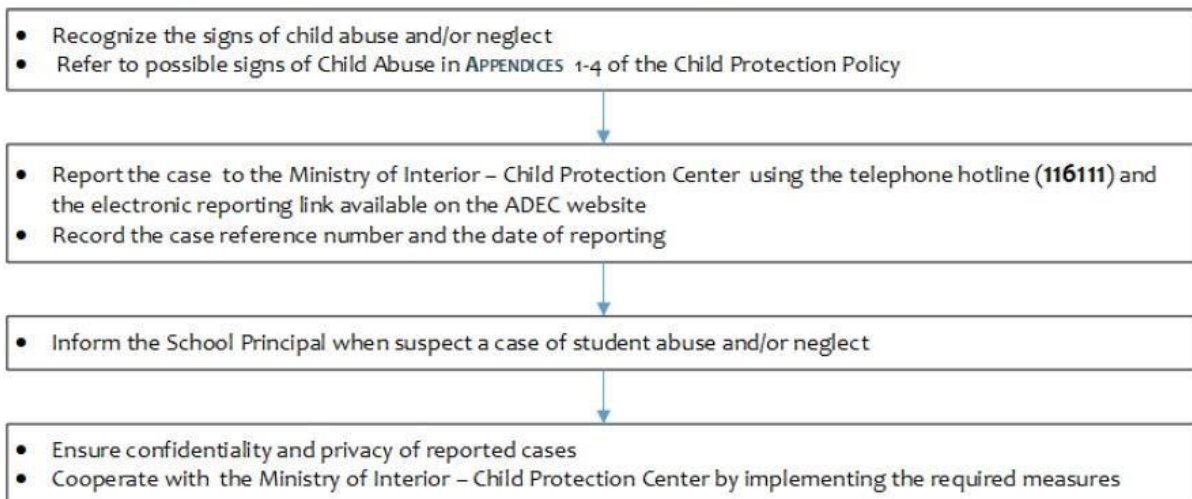 • Recognize the signs of child abuse and/or neglect
• Refer to possible signs of Child Abuse in APPENDICES 1-4 of the Child Protection Policy
• Report the case to the Ministry of Interior – Child Protection Center using the telephone hotline (116111) and
the electronic reporting link available on the ADEC website
• Record the case reference number and the date of reporting
• Inform the School Principal when suspect a case of student abuse and/or neglect
• Ensure confidentiality and privacy of reported cases
• Cooperate with the Ministry of Interior – Child Protection Center by implementing the required measures